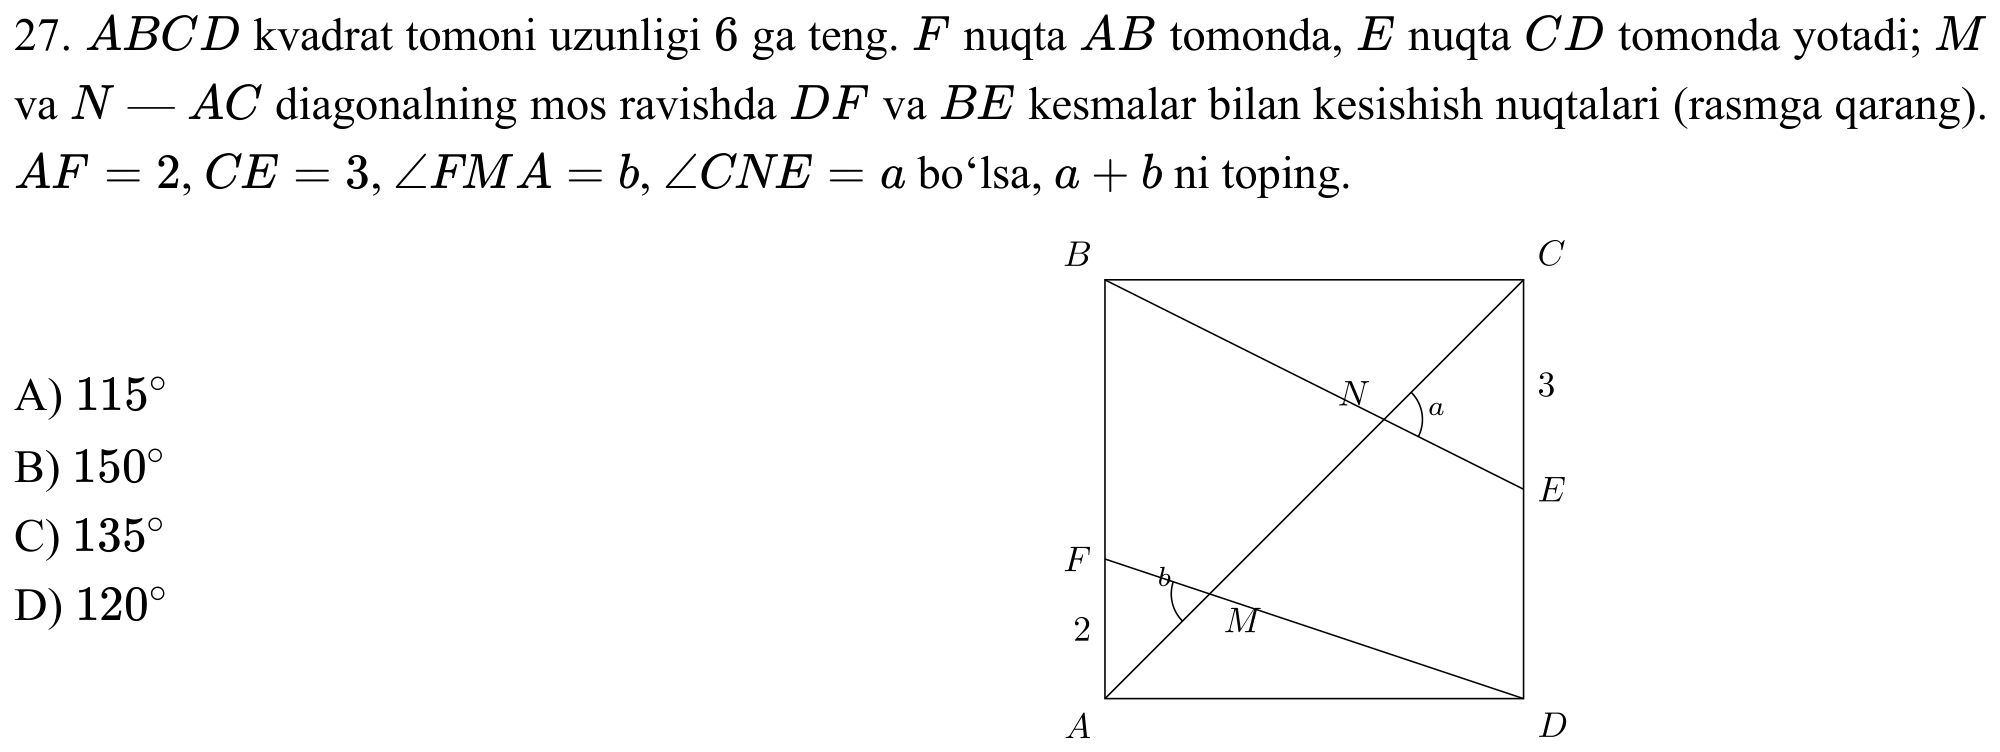 27. ABCD kvadrat tomoni uzunligi 6 ga teng. F nuqta AB tomonda, E nuqta CD tomonda yotadi; M
va N — AC diagonalning mos ravishda DF va BE kesmalar bilan kesishish nuqtalari (rasmga qarang).
AF = 2, CE = 3, ∠FMA = b, ∠CNE = a bo‘lsa, a + b ni toping.
B C
A) 115°
N a 3
B) 150°
E
C) 135°
F b
D) 120°
2 M
A D